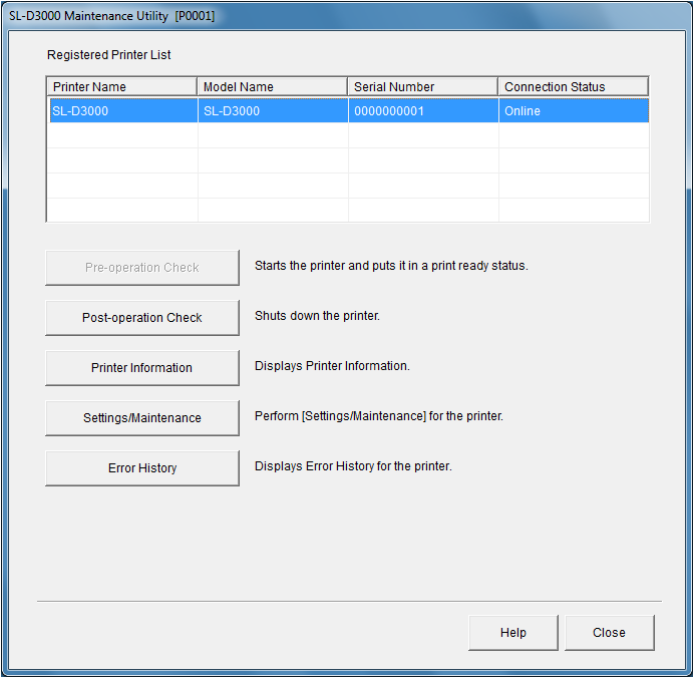 SL-D3000 Maintenance Utility [P0001]
Registered Printer List
Printer Name Model Name Serial Number Connection Status
SL-D3000 SL-D3000 0000000001 Online
Pre-operation Check Starts the printer and puts it in a print ready status.
Post-operation Check Shuts down the printer.
Printer Information Displays Printer Information.
Settings/Maintenance Perform [Settings/Maintenance] for the printer.
Error History Displays Error History for the printer.
Help Close